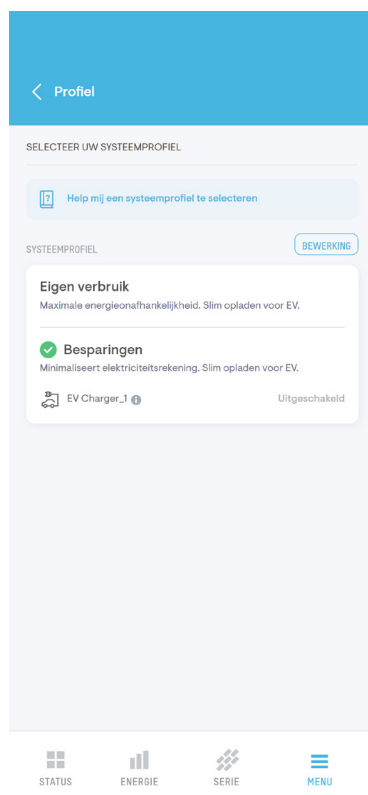 Profiel
SELECTEER UW SYSTEEMPROFIEL
? Help mij een systeemprofiel te selecteren
SYSTEEMPROFIEL
BEWERKING
Eigen verbruik
Maximale energieonafhankelijkheid. Slim opladen voor EV.
Besparingen
Minimaliseert elektriciteitsrekening. Slim opladen voor EV.
EV Charger_1
Uitgeschakeld
STATUS
ENERGIE
SERIE
MENU